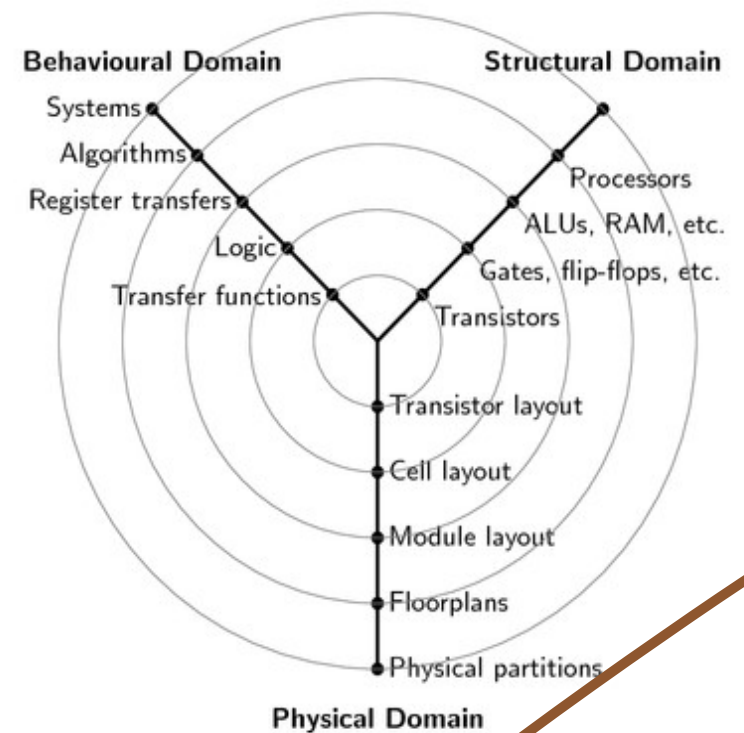 Behavioural Domain
Structural Domain
Systems
Algorithms
Processors
Register transfers
ALUs, RAM, etc.
Logic
Gates, flip-flops, etc.
Transfer functions
Transistors
Transistor layout
Cell layout
Module layout
Floorplans
Physical partitions
Physical Domain